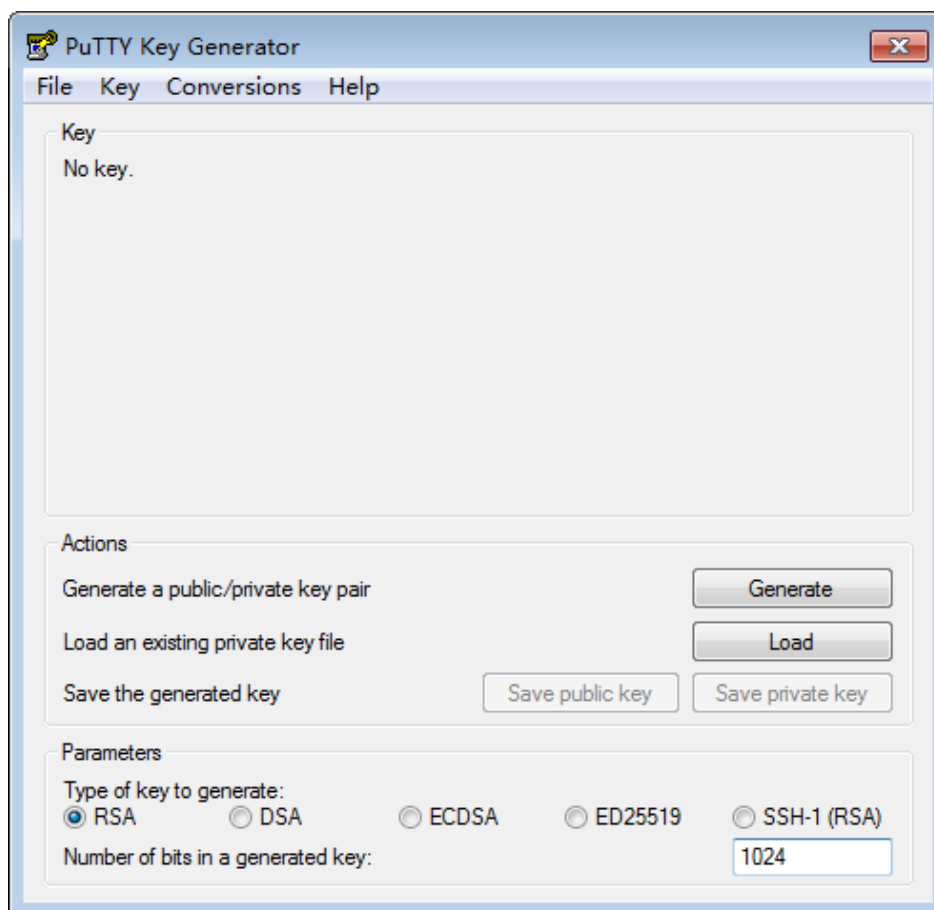 PuTTY Key Generator
File Key Conversions Help
Key
No key.
Actions
Generate a public/private key pair Generate
Load an existing private key file Load
Save the generated key Save public key Save private key
Parameters
Type of key to generate:
RSA DSA ECDSA ED25519 SSH-1 (RSA)
Number of bits in a generated key: 1024